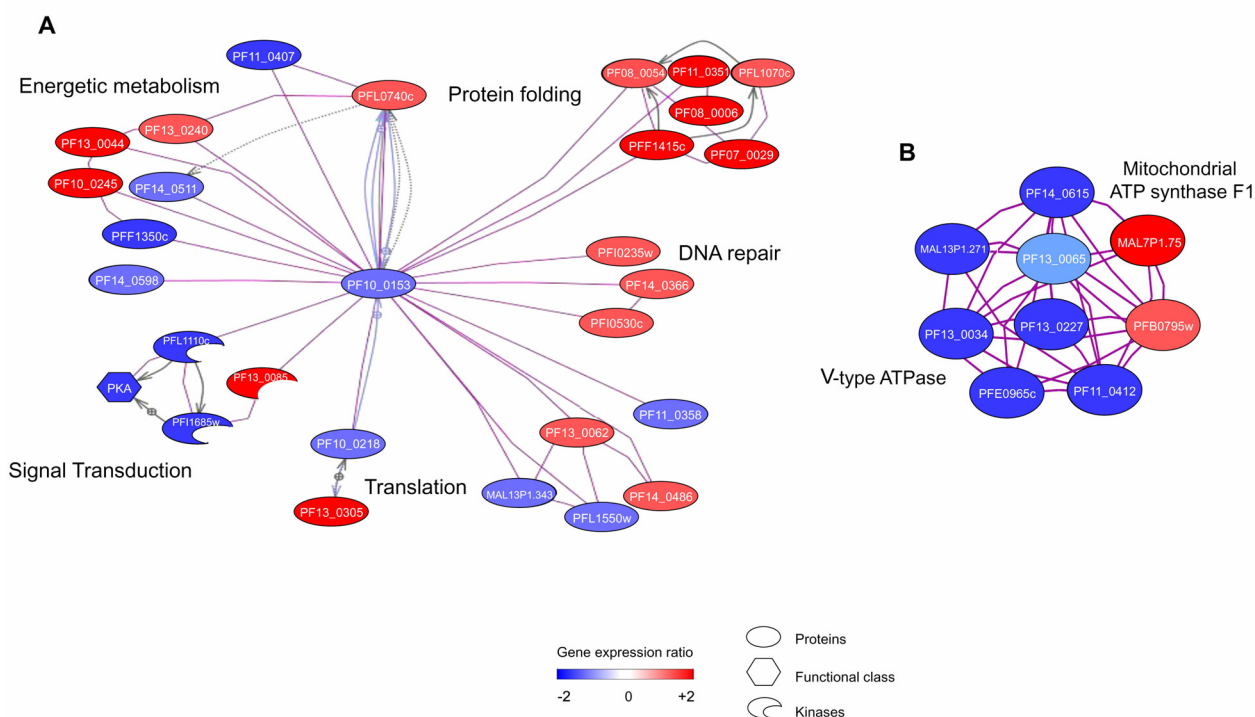 A
PF11_0407
Energetic metabolism
PFL0740c
PF13_0240
PF13_0044
PF10_0245
PF14_0511
PFF1350c
PF14_0598
PF10_0153
Protein folding
PF08_0054
PF11_0351
PFL1070c
PF08_0006
PFF1415c
PF07_0029
DNA repair
PFI0235w
PF14_0366
PFI0530c
PFL1110c
PKA
PF13_0085
PFI1685w
Signal Transduction
PF10_0218
Translation
PF13_0305
PF11_0358
PF13_0062
MAL13P1.343
PF14_0486
PFL1550w
B
Mitochondrial
ATP synthase F1
PF14_0615
MAL13P1.271
PF13_0065
MAL7P1.75
PF13_0034
PF13_0227
PFB0795w
V-type ATPase
PFE0965c
PF11_0412
Gene expression ratio
-2 0 +2
Proteins
Functional class
Kinases